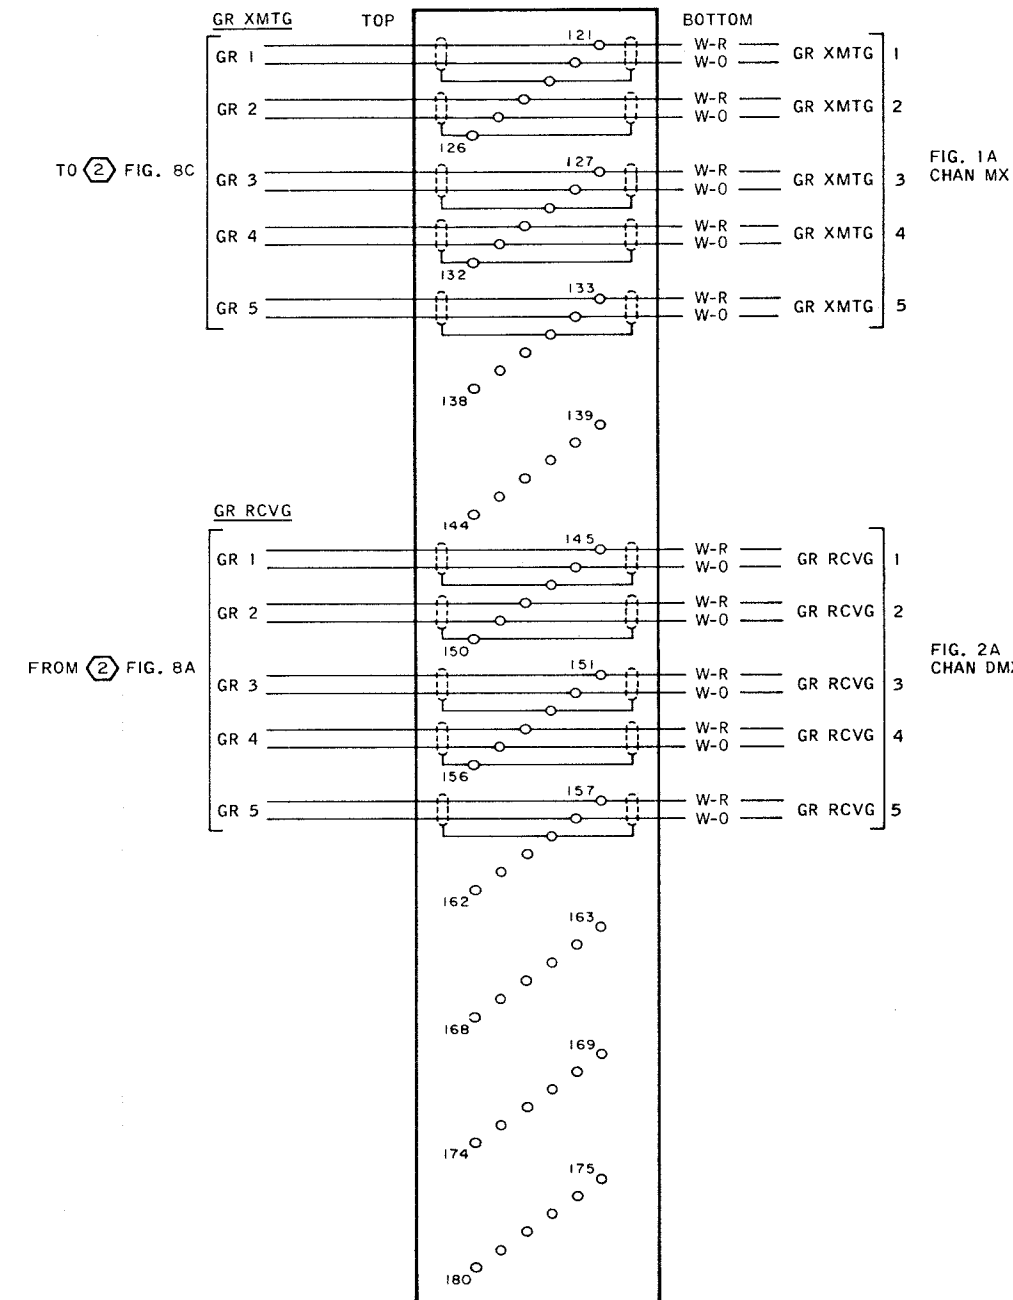 GR XMTG TOP BOTTOM
GR 1 121 W-R GR XMTG 1
W-O
GR 2 W-R GR XMTG 2
W-O
126
TO 2 FIG. 8C
FIG. 1A
CHAN MX
GR 3 127 W-R GR XMTG 3
W-O
GR 4 W-R GR XMTG 4
W-O
132
GR 5 133 W-R GR XMTG 5
W-O
138
139
144
GR RCVG
GR 1 145 W-R GR RCVG 1
W-O
GR 2 W-R GR RCVG 2
W-O
150
FROM 2 FIG. 8A
FIG. 2A
CHAN
GR 3 151 W-R GR RCVG 3
W-O
GR 4 W-R GR RCVG 4
W-O
156
GR 5 157 W-R GR RCVG 5
W-O
162
163
168
169
174
175
180